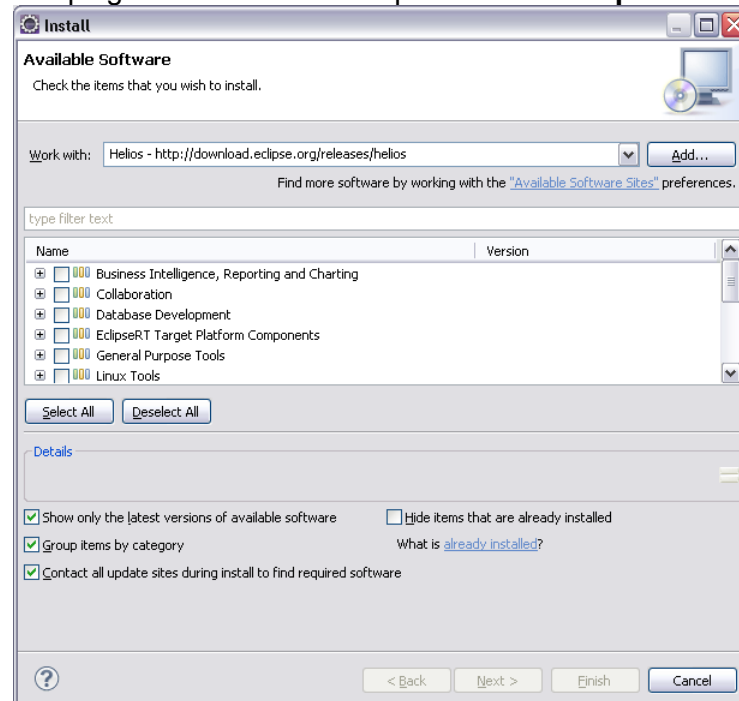 Install
Available Software
Check the items that you wish to install.
Work with: Helios - http://download.eclipse.org/releases/helios Add...
Find more software by working with the "Available Software Sites" preferences.
type filter text
Name Version
Business Intelligence, Reporting and Charting
Collaboration
Database Development
EclipseRT Target Platform Components
General Purpose Tools
Linux Tools
Select All Deselect All
Details
Show only the latest versions of available software Hide items that are already installed
Group items by category What is already installed?
Contact all update sites during install to find required software
? < Back Next > Finish Cancel